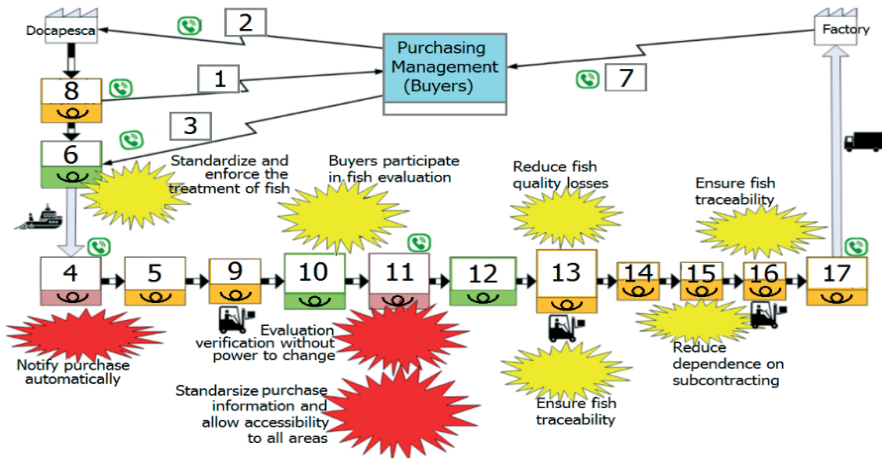 Docapesca
2
Purchasing
Management
(Buyers)
Factory
8
1
7
3
6
Standardize and
enforce the
treatment of fish
Buyers participate
in fish evaluation
Reduce fish
quality losses
Ensure fish
traceability
4
5
9
10
11
12
13
14
15
16
17
Notify purchase
automatically
Evaluation
verification without
power to change
Standarsize purchase
information and
allow accessibility
to all areas
Ensure fish
traceability
Reduce
dependence on
subcontracting